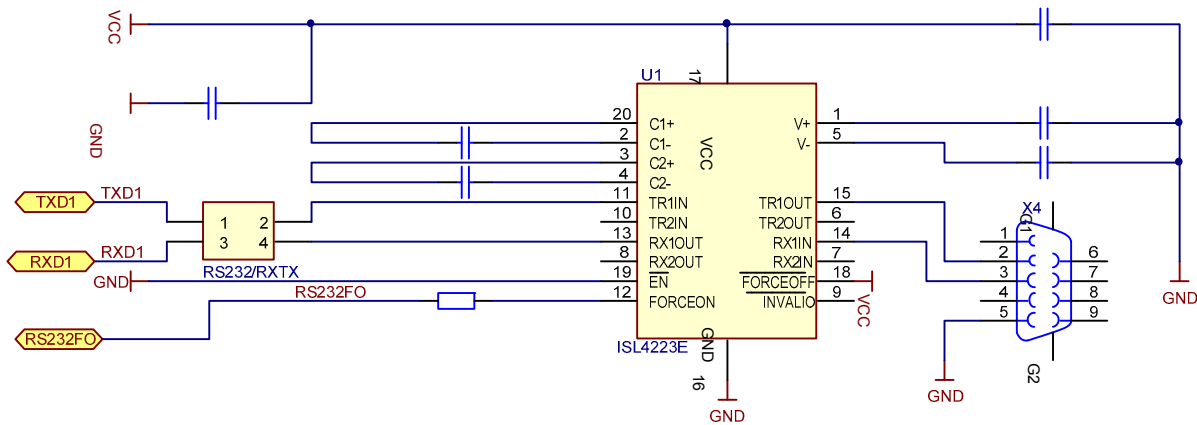 VCC
GND
U1
17
VCC
20 C1+
2 C1-
3 C2+
4 C2-
11 TR1IN
10 TR2IN
13 RX1OUT
8 RX2OUT
19 EN
12 FORCEON
V+ 1
V- 5
TR1OUT 15
TR2OUT 6
RX1IN 14
RX2IN 7
FORCEOFF 18
INVALIO 9
VCC
GND
16
GND
ISL4223E
TXD1
TXD1
RXD1
RXD1
1 2
3 4
RS232/RXTX
GND
RS232FO
RS232FO
X4
G1
1
2
3
4
5
6
7
8
9
G2
GND
GND